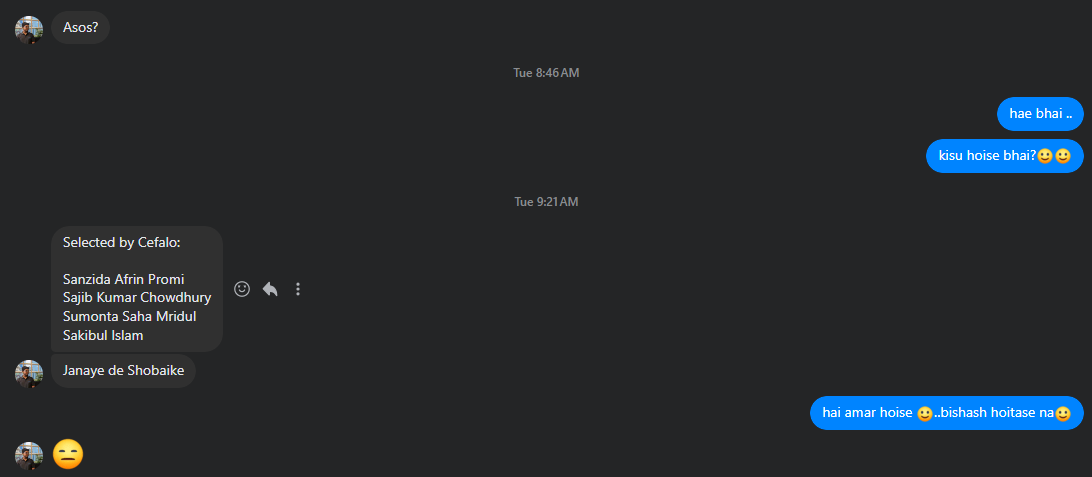 Asos?
Tue 8:46 AM
hae bhai ..
kisu hoise bhai?🙂🙂
Tue 9:21 AM
Selected by Cefalo:
Sanzida Afrin Promi
Sajib Kumar Chowdhury
Sumonta Saha Mridul
Sakibul Islam
Janaye de Shobaike
hai amar hoise 🙂..bishash hoitase na🙂
😑